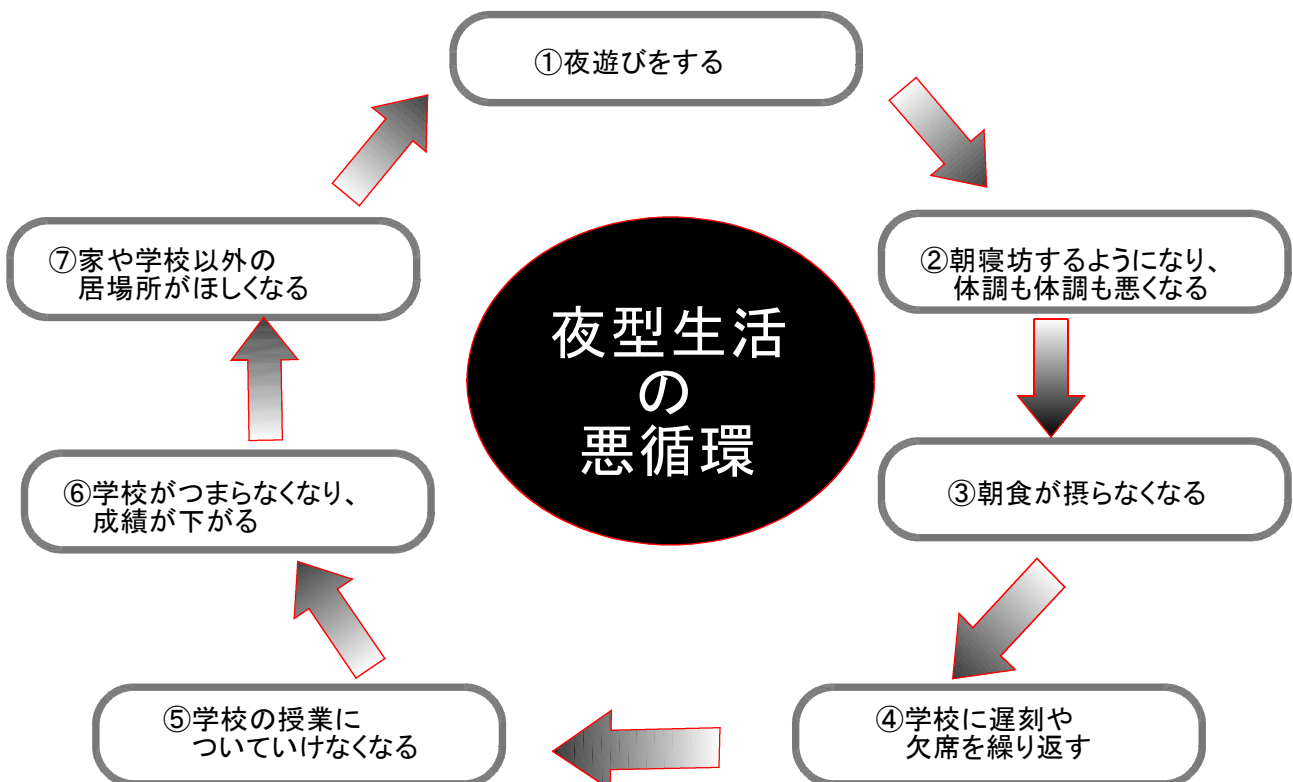 ①夜遊びをする
②朝寝坊するようになり、
体調も体調も悪くなる
③朝食が摂らなくなる
④学校に遅刻や
欠席を繰り返す
⑤学校の授業に
ついていけなくなる
⑥学校がつまらなくなり、
成績が下がる
⑦家や学校以外の
居場所がほしくなる
夜型生活
の
悪循環